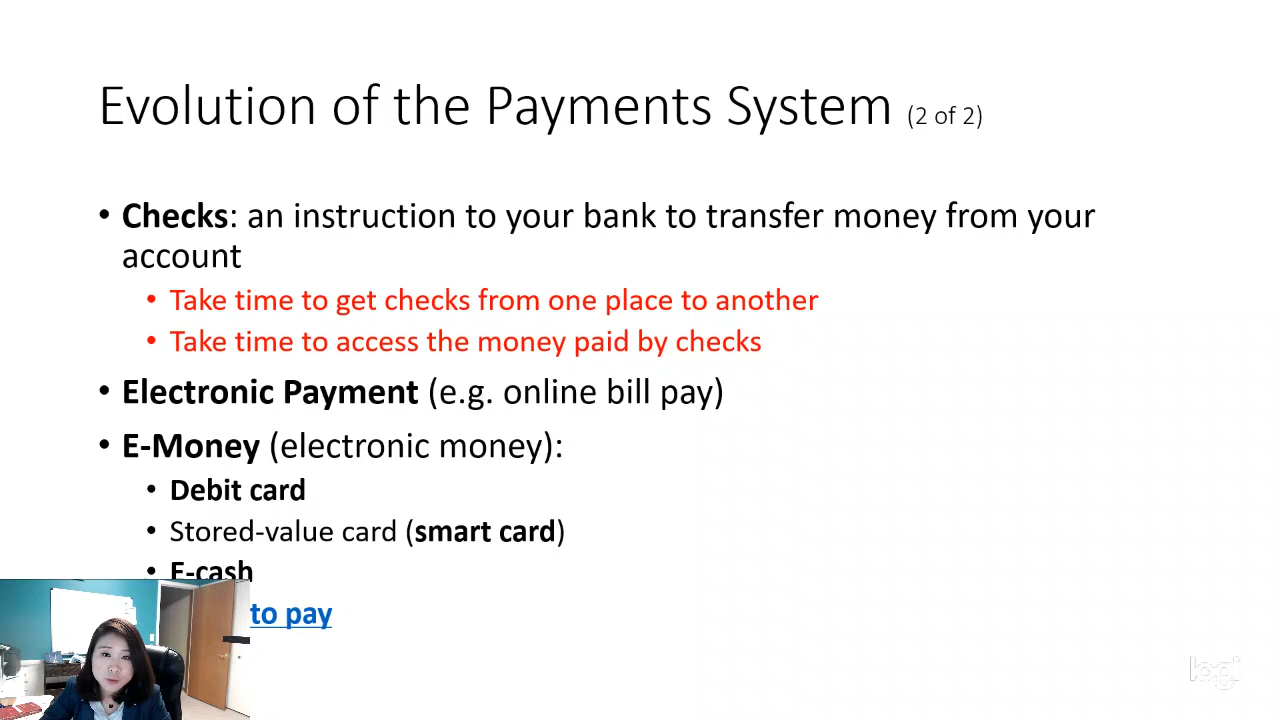 Evolution of the Payments System (2 of 2)
• Checks: an instruction to your bank to transfer money from your
account
• Take time to get checks from one place to another
• Take time to access the money paid by checks
• Electronic Payment (e.g. online bill pay)
• E-Money (electronic money):
• Debit card
• Stored-value card (smart card)
• E-cash
to pay
logi